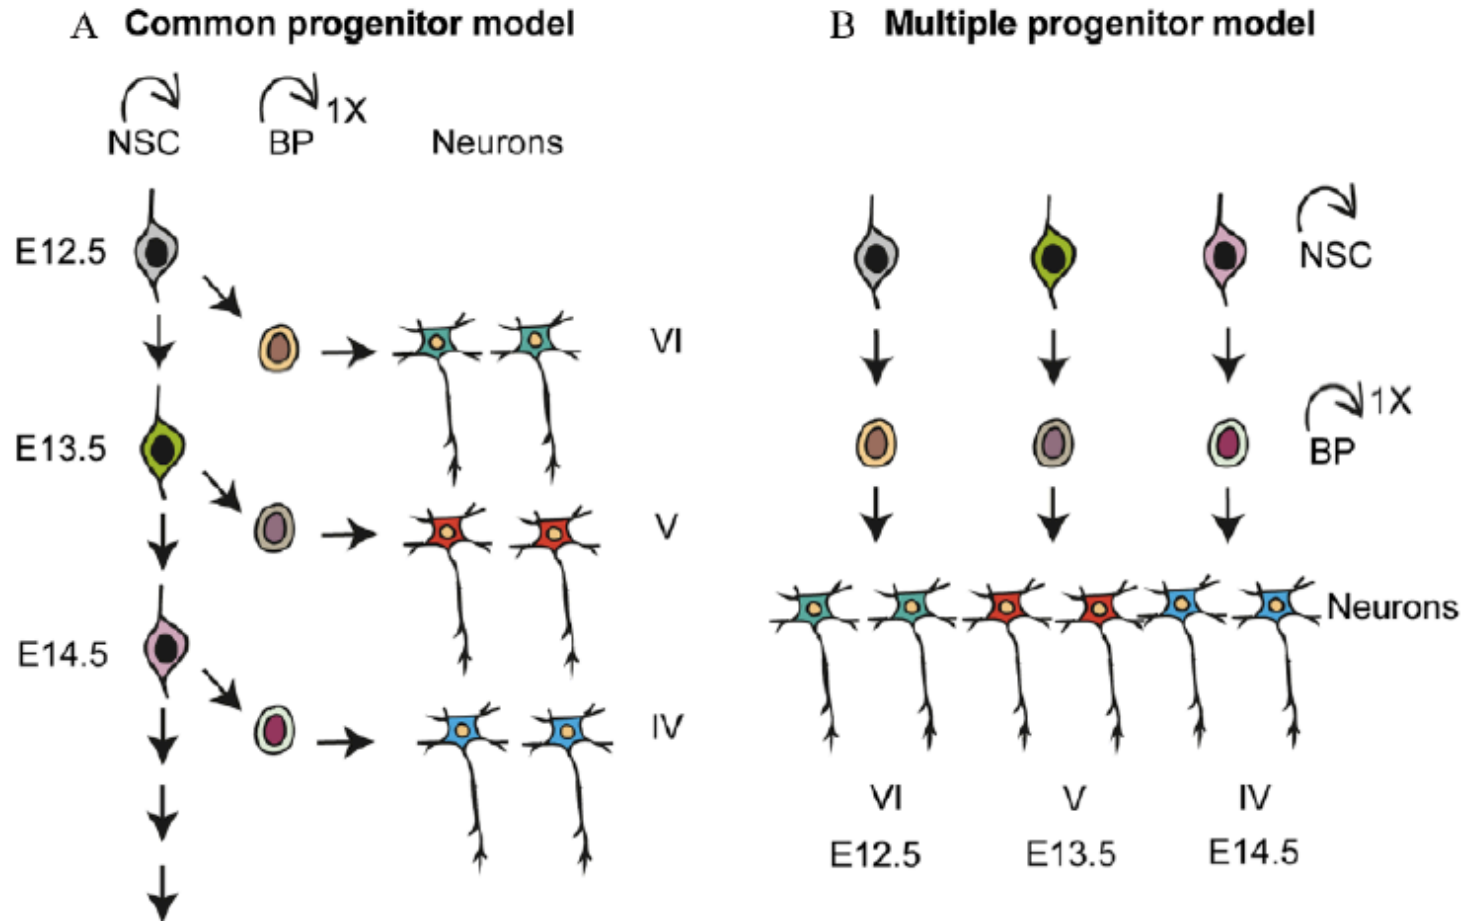 A Common progenitor model
NSC
BP
1X
Neurons
E12.5
VI
E13.5
V
E14.5
IV
B Multiple progenitor model
NSC
BP
1X
Neurons
VI
V
IV
E12.5
E13.5
E14.5